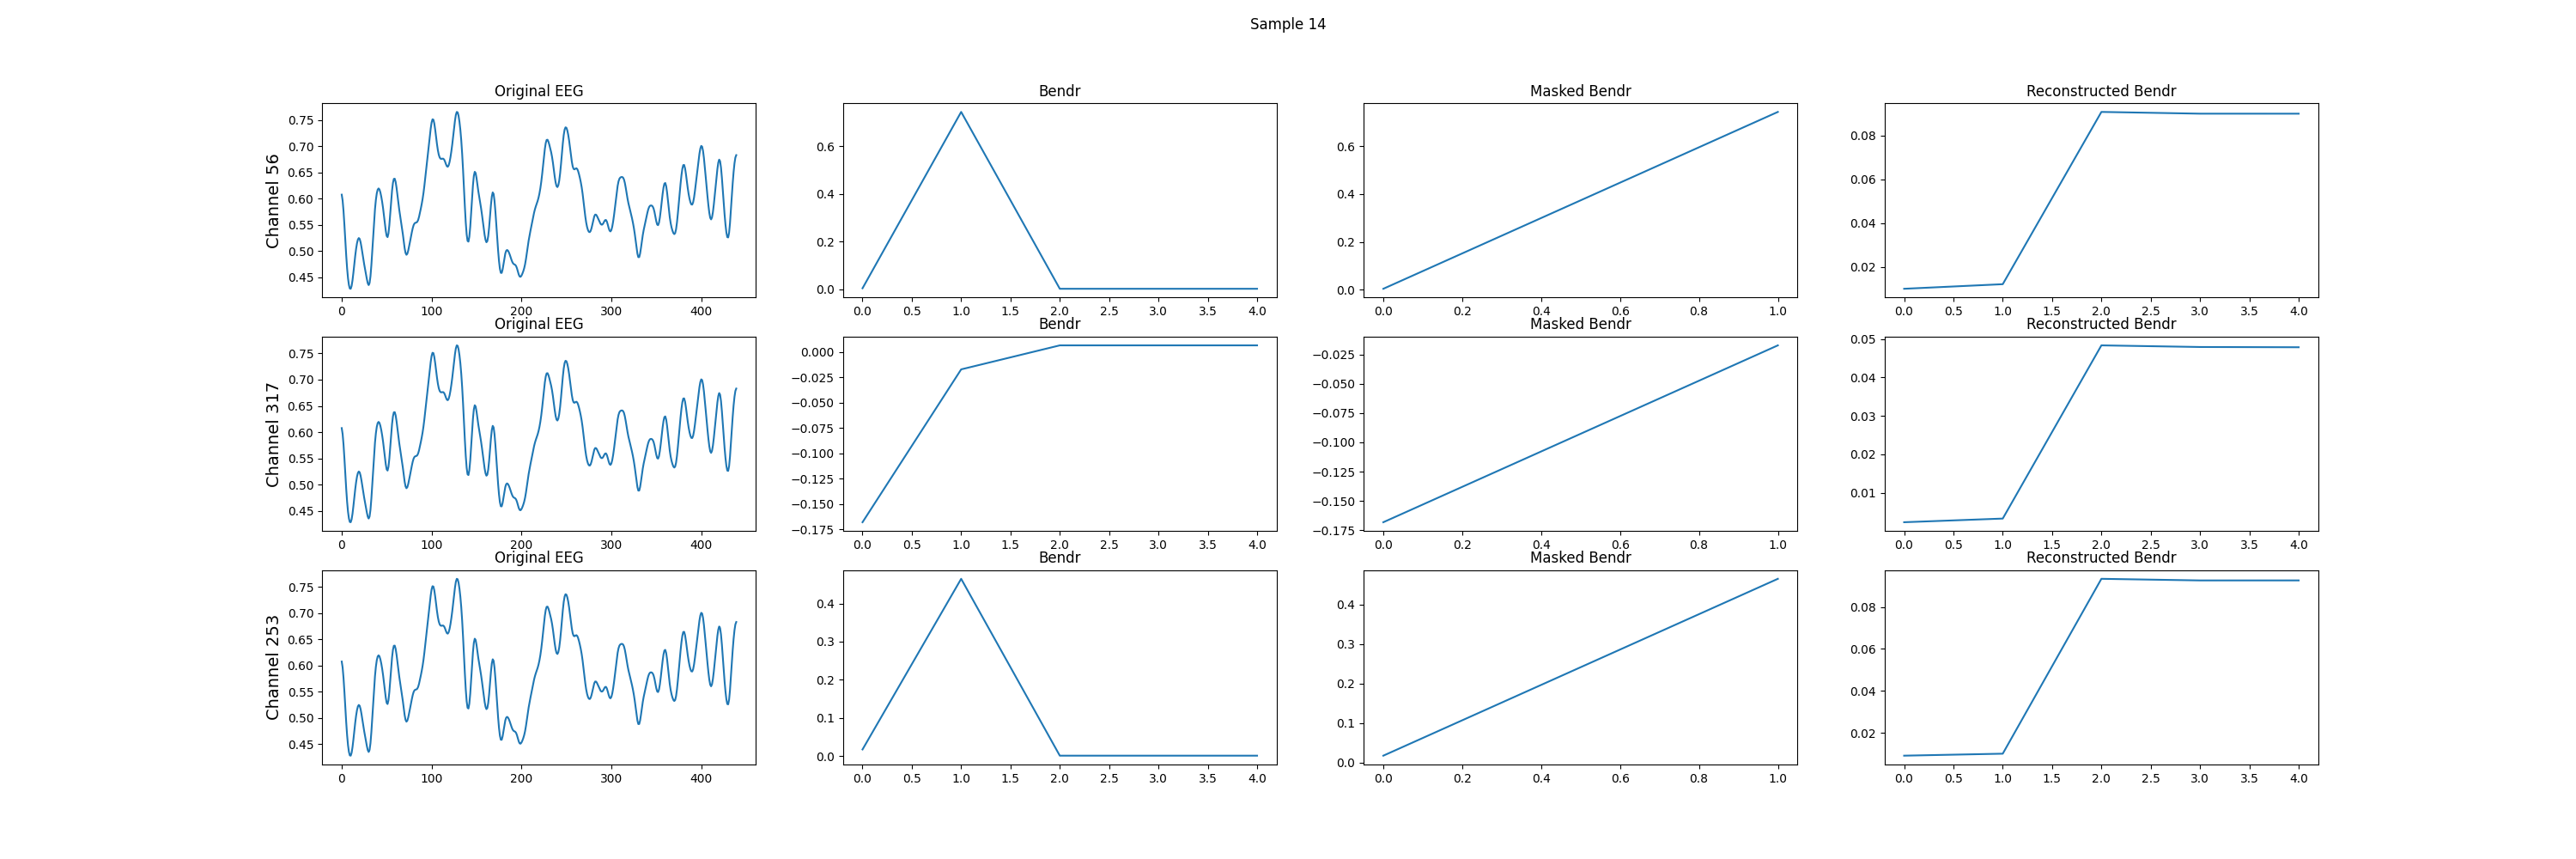 Sample 14
Original EEG Bendr Masked Bendr Reconstructed Bendr
Channel 56
0.75 0.70 0.65 0.60 0.55 0.50 0.45
0 100 200 300 400
0.6 0.4 0.2 0.0
0.0 0.5 1.0 1.5 2.0 2.5 3.0 3.5 4.0
0.6 0.4 0.2 0.0
0.0 0.2 0.4 0.6 0.8 1.0
0.08 0.06 0.04 0.02
0.0 0.5 1.0 1.5 2.0 2.5 3.0 3.5 4.0
Original EEG Bendr Masked Bendr Reconstructed Bendr
Channel 317
0.75 0.70 0.65 0.60 0.55 0.50 0.45
0 100 200 300 400
0.000 −0.025 −0.050 −0.075 −0.100 −0.125 −0.150 −0.175
0.0 0.5 1.0 1.5 2.0 2.5 3.0 3.5 4.0
−0.025 −0.050 −0.075 −0.100 −0.125 −0.150 −0.175
0.0 0.2 0.4 0.6 0.8 1.0
0.05 0.04 0.03 0.02 0.01
0.0 0.5 1.0 1.5 2.0 2.5 3.0 3.5 4.0
Original EEG Bendr Masked Bendr Reconstructed Bendr
Channel 253
0.75 0.70 0.65 0.60 0.55 0.50 0.45
0 100 200 300 400
0.4 0.3 0.2 0.1 0.0
0.0 0.5 1.0 1.5 2.0 2.5 3.0 3.5 4.0
0.4 0.3 0.2 0.1 0.0
0.0 0.2 0.4 0.6 0.8 1.0
0.08 0.06 0.04 0.02
0.0 0.5 1.0 1.5 2.0 2.5 3.0 3.5 4.0